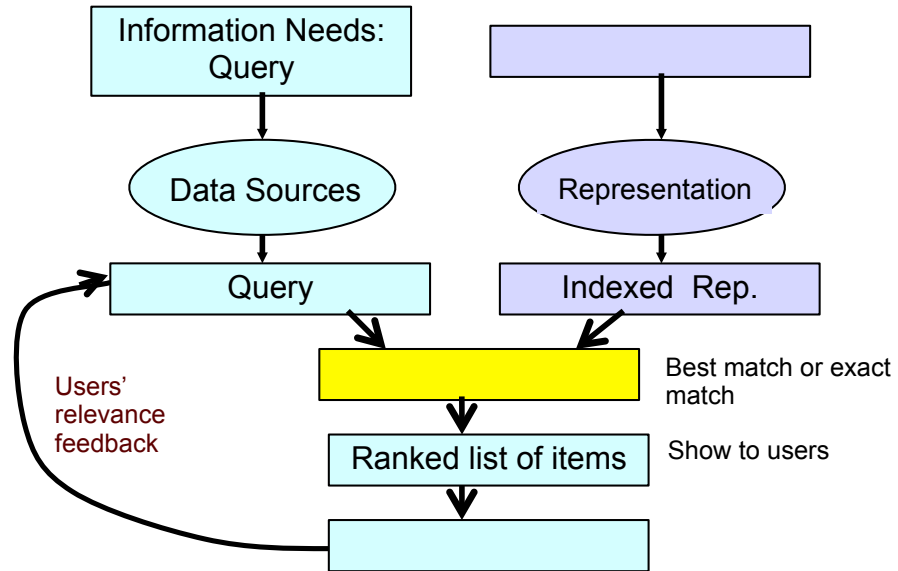 Information Needs:
Query
Data Sources
Representation
Query
Indexed Rep.
Best match or exact
match
Users’
relevance
feedback
Ranked list of items
Show to users